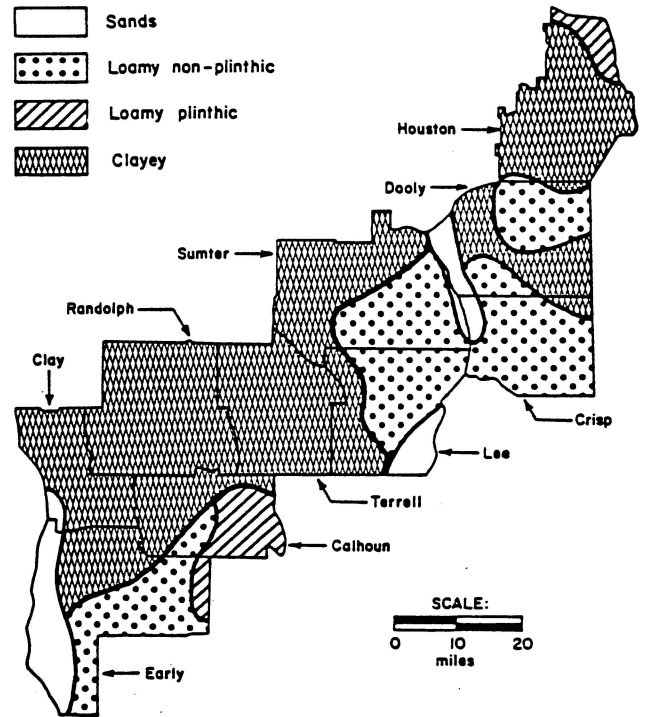 Sands
Loamy non-plinthic
Loamy plinthic
Clayey
Houston
Dooly
Sumter
Randolph
Clay
Crisp
Lee
Terrell
Calhoun
Early
SCALE:
0 10 20
miles